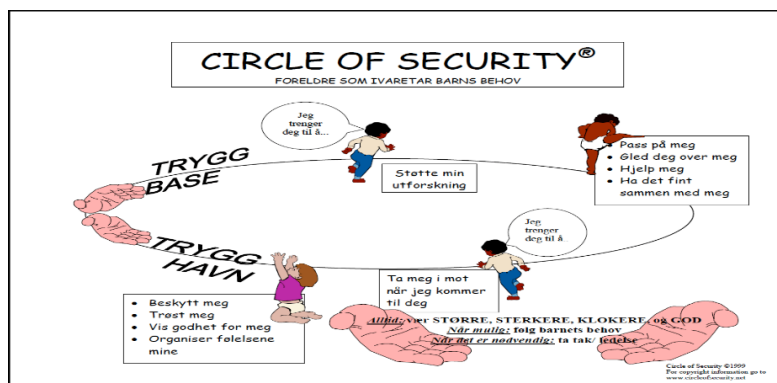 CIRCLE OF SECURITY®
FORELDRE SOM IVARETAR BARNS BEHOV
Jeg
trenger
deg til å...
TRYGG
BASE
Støtte min
utforskning
• Pass på meg
• Gled deg over meg
• Hjelp meg
• Ha det fint
sammen med meg
Jeg
trenger
deg til å
TRYGG
HAVN
Ta meg i mot
når jeg kommer
til deg
• Beskytt meg
• Trøst meg
• Vis godhet for meg
• Organiser følelsene
mine
Alltid: vær STØRRE, STERKERE, KLOKERE, og GOD
Når mulig: følg barnets behov
Når det er nødvendig: ta tak/ ledelse
Circle of Security ©1999
For copyright information go to
www.circleofsecurity.net